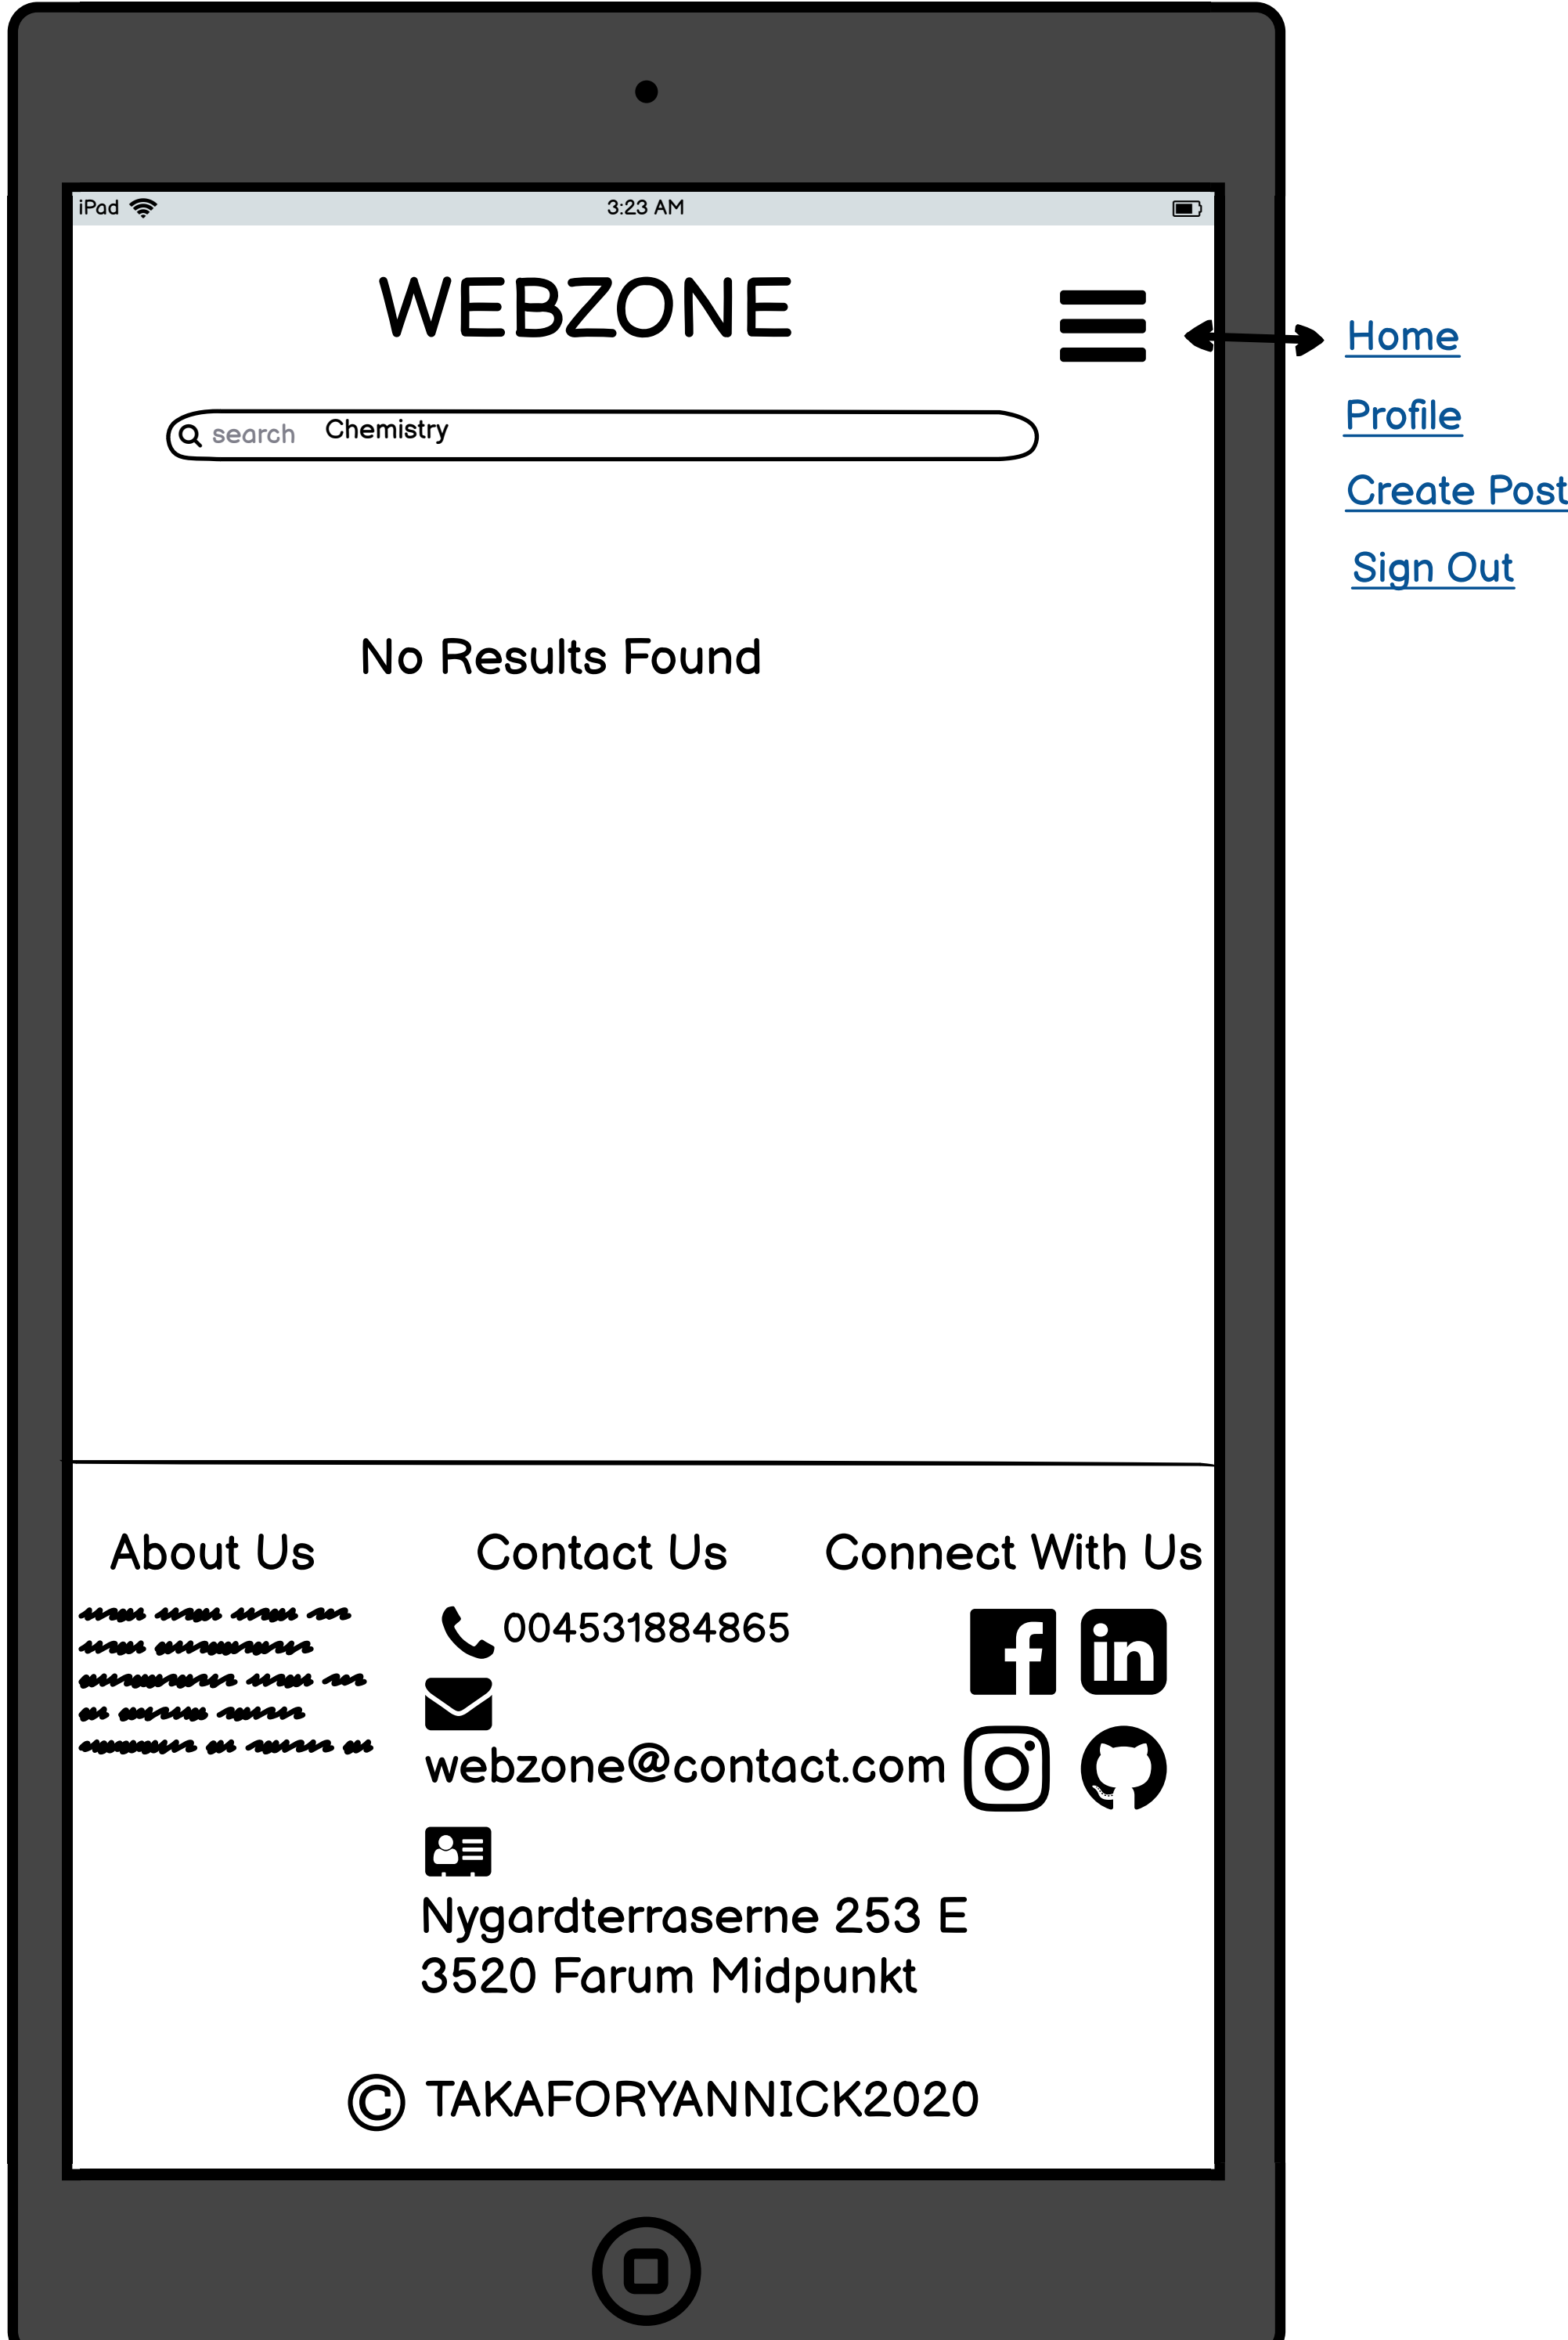 iPad 3:23 AM
WEBZONE
Home
search Chemistry
Profile
Create Post
Sign Out
No Results Found
About Us
Contact Us
Connect With Us
004531884865
webzone@contact.com
Nygardterraserne 253 E
3520 Farum Midpunkt
© TAKAFORYANNICK2020